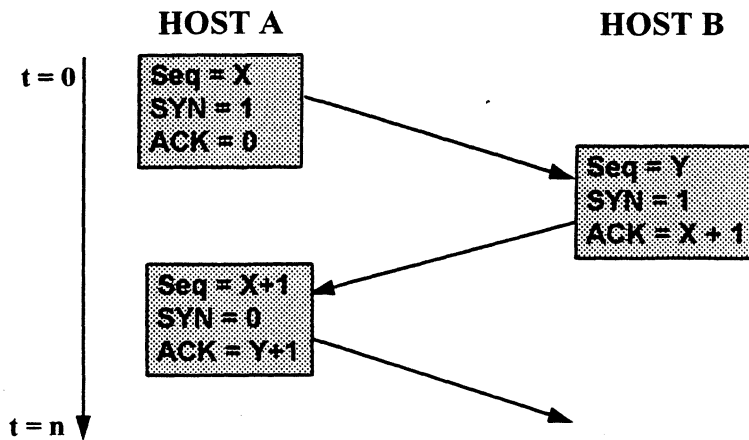 HOST A
HOST B
t = 0
Seq = X
SYN = 1
ACK = 0
Seq = Y
SYN = 1
ACK = X + 1
Seq = X+1
SYN = 0
ACK = Y+1
t = n